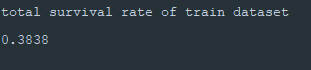 total survival rate of train dataset
0.3838